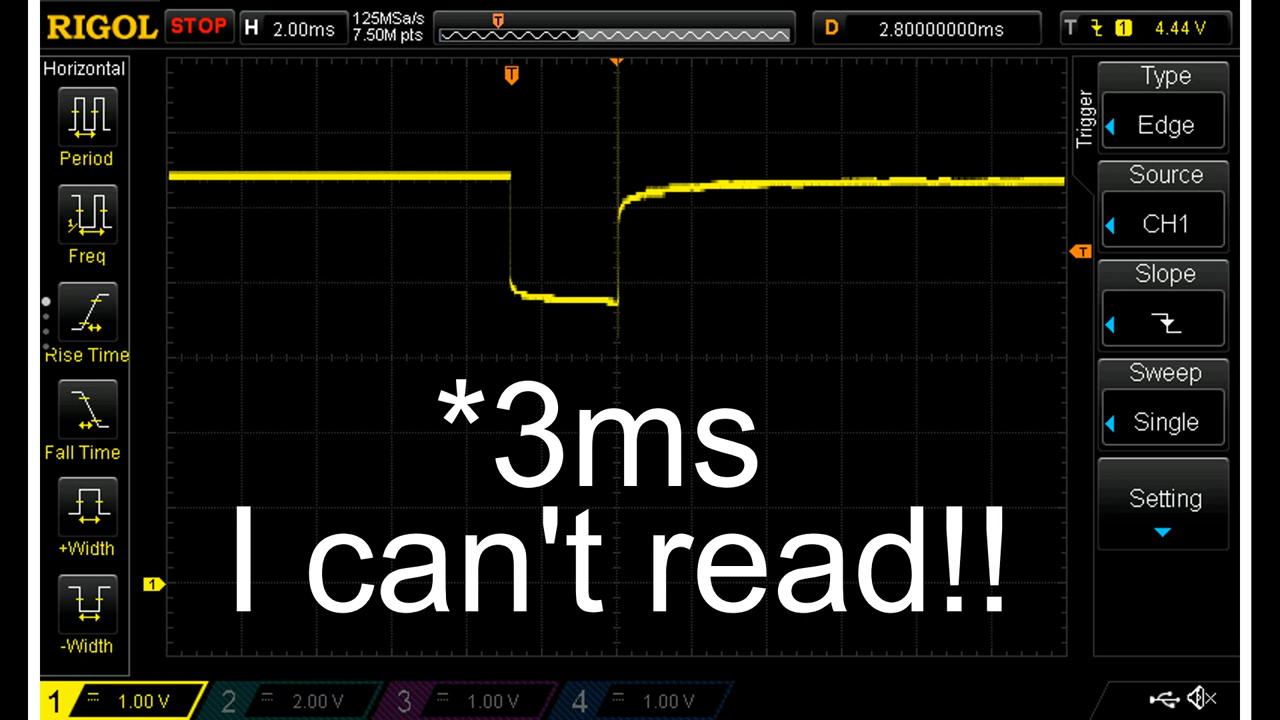 RIGOL STOP H 2.00ms 125MSa/s D 2.80000000ms T 1 4.44 V
7.50M pts
T
Horizontal
Period
Freq
Rise Time
Fall Time
+Width
-Width
T
T
1
*3ms
I can't read!!
Trigger
Type
Edge
Source
CH1
Slope
Sweep
Single
Setting
1 1.00 V 2 2.00 V 3 1.00 V 4 1.00 V